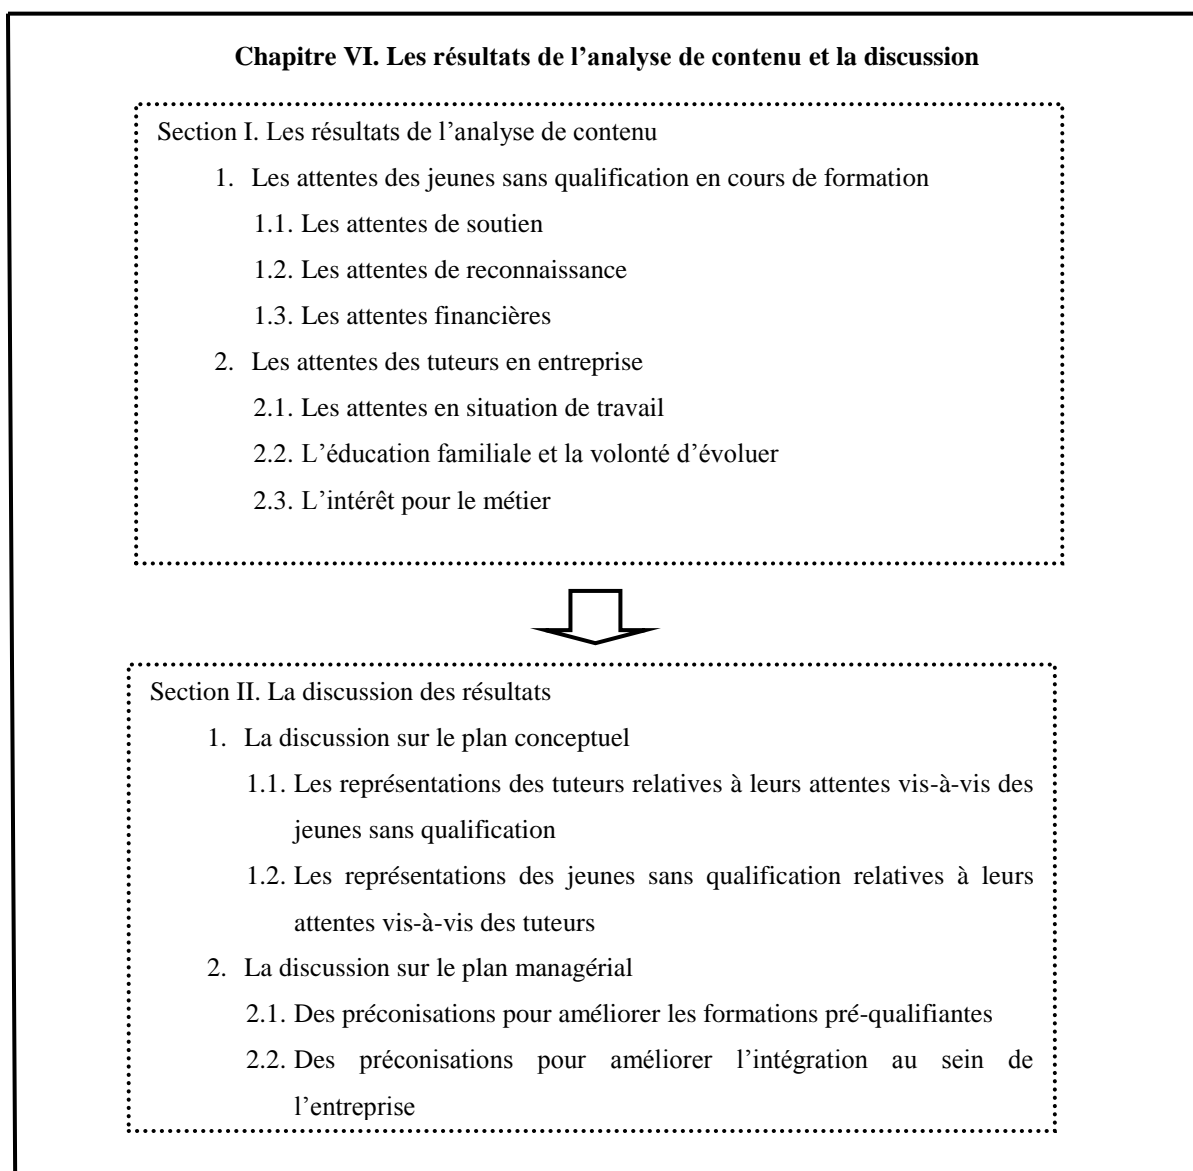 Chapitre VI. Les résultats de l’analyse de contenu et la discussion
Section I. Les résultats de l’analyse de contenu
1. Les attentes des jeunes sans qualification en cours de formation
1.1. Les attentes de soutien
1.2. Les attentes de reconnaissance
1.3. Les attentes financières
2. Les attentes des tuteurs en entreprise
2.1. Les attentes en situation de travail
2.2. L’éducation familiale et la volonté d’évoluer
2.3. L’intérêt pour le métier
Section II. La discussion des résultats
1. La discussion sur le plan conceptuel
1.1. Les représentations des tuteurs relatives à leurs attentes vis-à-vis des
jeunes sans qualification
1.2. Les représentations des jeunes sans qualification relatives à leurs
attentes vis-à-vis des tuteurs
2. La discussion sur le plan managérial
2.1. Des préconisations pour améliorer les formations pré-qualifiantes
2.2. Des préconisations pour améliorer l’intégration au sein de
l’entreprise